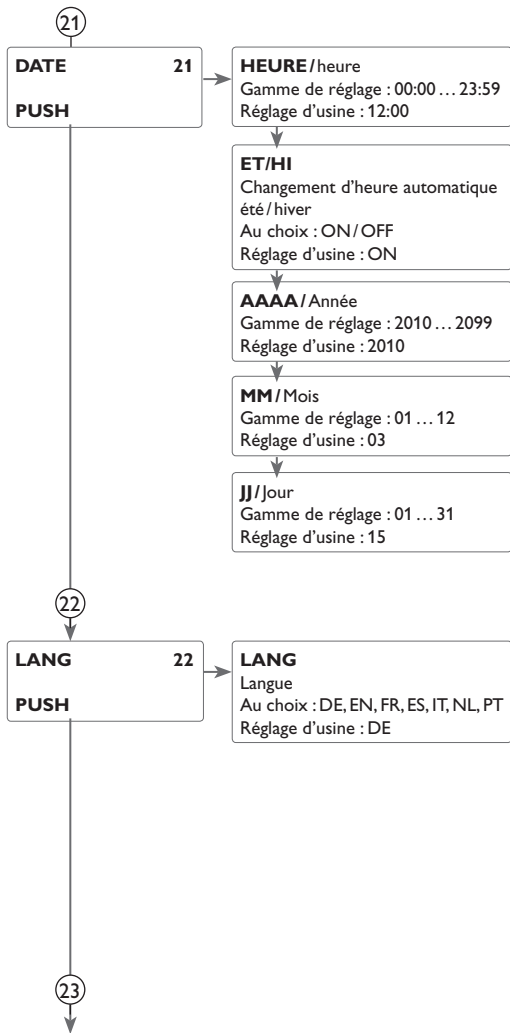 21
DATE 21
PUSH
HEURE/heure
Gamme de réglage : 00:00 … 23:59
Réglage d'usine : 12:00
ET/HI
Changement d'heure automatique
été/hiver
Au choix : ON/OFF
Réglage d'usine : ON
AAAA/Année
Gamme de réglage : 2010 … 2099
Réglage d'usine : 2010
MM/Mois
Gamme de réglage : 01 … 12
Réglage d'usine : 03
JJ/Jour
Gamme de réglage : 01 … 31
Réglage d'usine : 15
22
LANG 22
PUSH
LANG
Langue
Au choix : DE, EN, FR, ES, IT, NL, PT
Réglage d'usine : DE
23